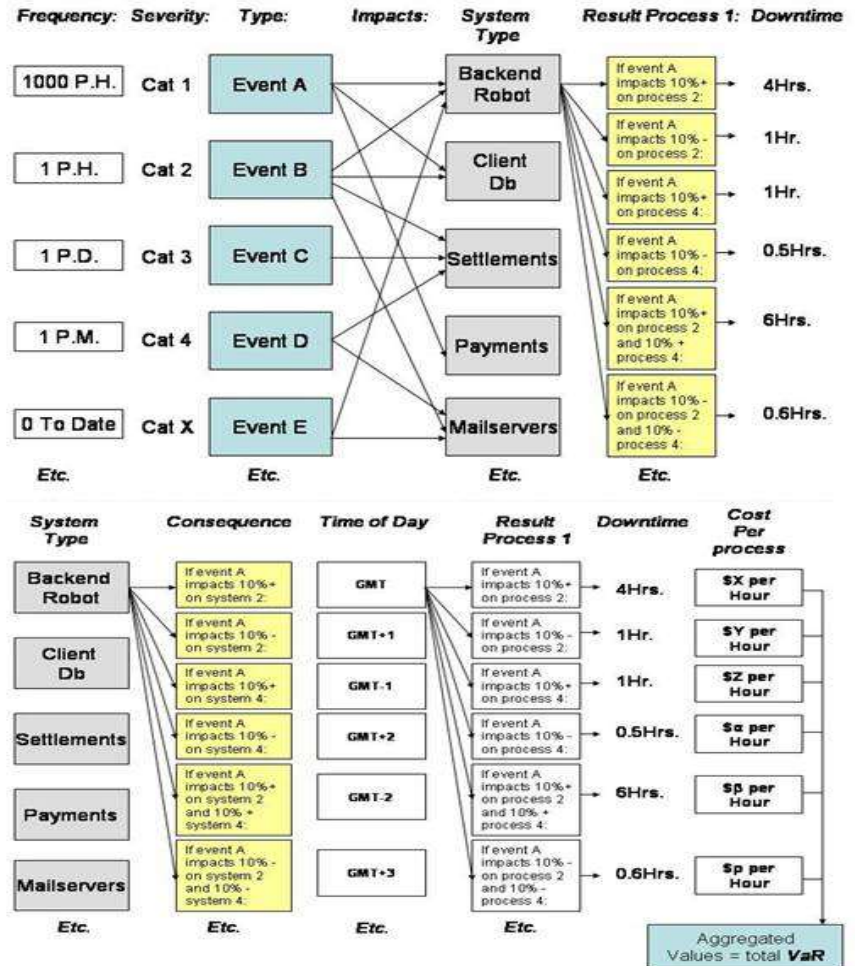 Frequency: Severity: Type: Impacts: System Type Result Process 1: Downtime
1000 P.H.
Cat 1
Event A
Backend
Robot
If event A
impacts 10%+
on process 2:
4Hrs.
If event A
impacts 10% -
on process 2:
1Hr.
1 P.H.
Cat 2
Event B
Client
Db
If event A
impacts 10%+
on process 4:
1Hr.
1 P.D.
Cat 3
Event C
Settlements
If event A
impacts 10% -
on process 4:
0.5Hrs.
1 P.M.
Cat 4
Event D
Payments
If event A
impacts 10%+
on process 2
and 10% +
process 4:
6Hrs.
0 To Date
Cat X
Event E
Mailservers
If event A
impacts 10% -
on process 2
and 10% -
process 4:
0.6Hrs.
Etc.
Etc.
Etc.
Etc.
System
Type
Consequence
Time of Day
Result
Process 1
Downtime
Cost
Per
process
Backend
Robot
If event A
impacts 10%+
on system 2:
GMT
If event A
impacts 10%+
on process 2:
4Hrs.
$X per
Hour
If event A
impacts 10% -
on system 2:
GMT+1
If event A
impacts 10% -
on process 2:
1Hr.
$Y per
Hour
Client
Db
If event A
impacts 10%+
on system 4:
GMT-1
If event A
impacts 10%+
on process 4:
1Hr.
$Z per
Hour
Settlements
If event A
impacts 10% -
on system 4:
GMT+2
If event A
impacts 10% -
on process 4:
0.5Hrs.
$α per
Hour
Payments
If event A
impacts 10%+
on system 2
and 10% +
system 4:
GMT-2
If event A
impacts 10%+
on process 2
and 10% +
process 4:
6Hrs.
$β per
Hour
Mailservers
If event A
impacts 10% -
on system 2
and 10% -
system 4:
GMT+3
If event A
impacts 10% -
on process 2
and 10% -
process 4:
0.6Hrs.
$p per
Hour
Etc.
Etc.
Etc.
Etc.
Aggregated
Values = total VaR